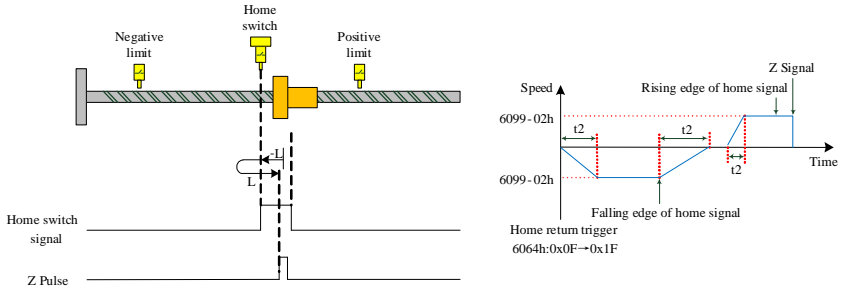 Home
switch
Negative
limit
Positive
limit
-L
L
Home switch
signal
Z Pulse
Speed
Z Signal
Rising edge of home signal
6099-02h
t2
t2
t2
Time
6099-02h
Falling edge of home signal
Home return trigger
6064h:0x0F→0x1F